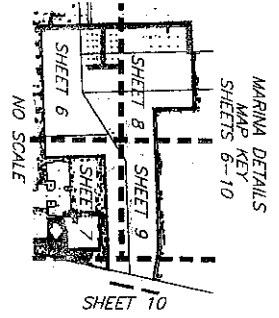 MARINA DETAILS
MAP KEY
SHEETS 6-10
SHEET 8
SHEET 9
SHEET 6
SHEET 7
NO SCALE
SHEET 10